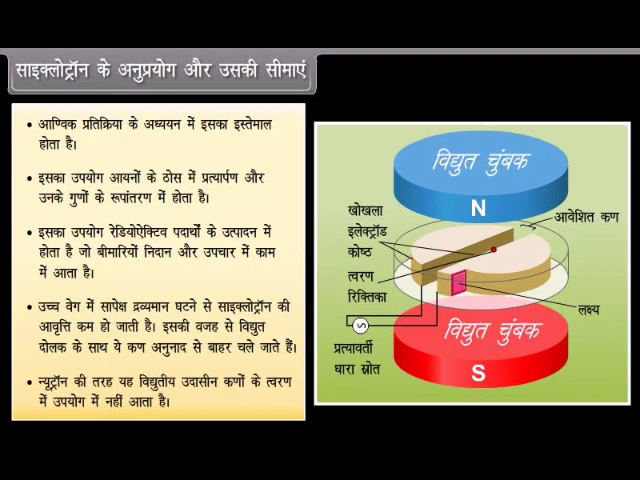 साइक्लोट्रॉन के अनुप्रयोग और उसकी सीमाएं
• आण्विक प्रतिक्रिया के अध्ययन में इसका इस्तेमाल
होता है।
• इसका उपयोग आयनों के ठोस में प्रत्यार्पण और
उनके गुणों के रूपांतरण में होता है।
• इसका उपयोग रेडियोऐक्टिव पदार्थों के उत्पादन में
होता है जो बीमारियों निदान और उपचार में काम
में आता है।
• उच्च वेग में सापेक्ष द्रव्यमान घटने से साइक्लोट्रॉन की
आवृत्ति कम हो जाती है। इसकी वजह से विद्युत
दोलक के साथ ये कण अनुनाद से बाहर चले जाते हैं।
• न्यूट्रॉन की तरह यह विद्युतीय उदासीन कणों के त्वरण
में उपयोग में नहीं आता है।
विद्युत चुंबक
N
खोखला
इलेक्ट्रॉड
कोष्ठ
आवेशित कण
त्वरण
रिक्तिका
लक्ष्य
S
प्रत्यावर्ती
धारा स्रोत
विद्युत चुंबक
S